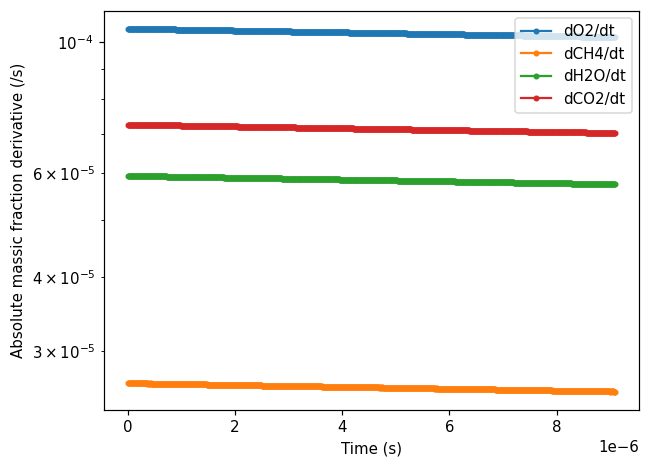 10⁻⁴
6 × 10⁻⁵
4 × 10⁻⁵
3 × 10⁻⁵
Absolute massic fraction derivative (/s)
dO2/dt
dCH4/dt
dH2O/dt
dCO2/dt
0 2 4 6 8
1e−6
Time (s)